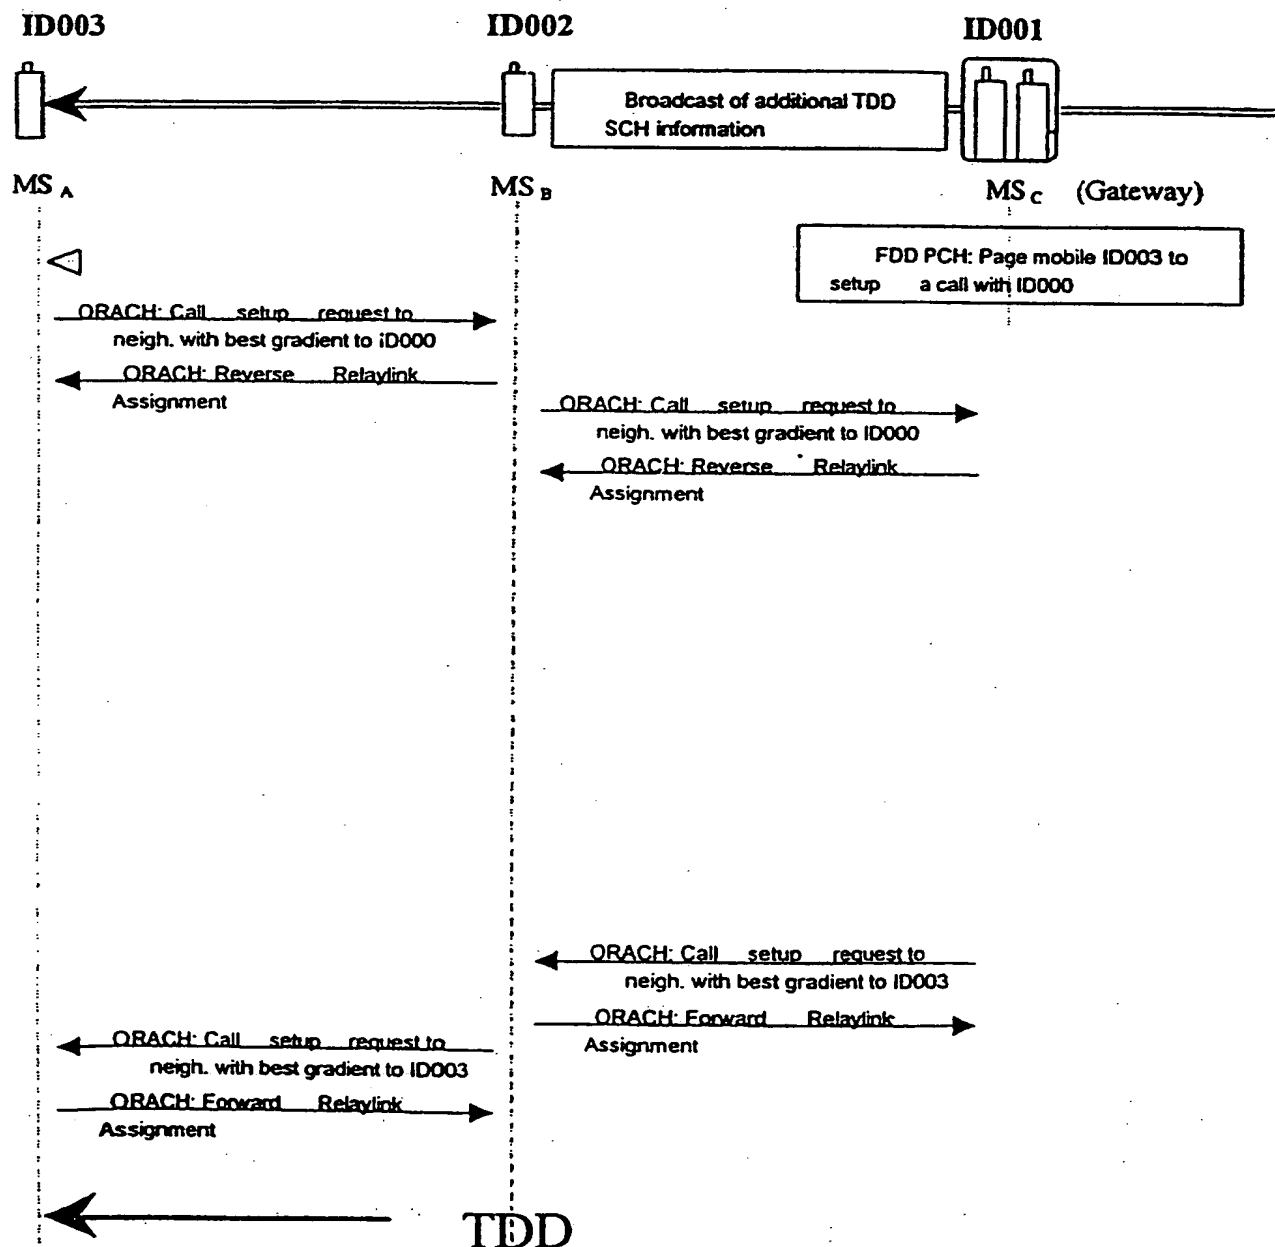 ID003
ID002
ID001
Broadcast of additional TDD
SCH information
MS A
MS B
MS C (Gateway)
FDD PCH: Page mobile ID003 to
setup a call with ID000
ORACH: Call setup request to
neigh. with best gradient to ID000
ORACH: Reverse Relaylink
Assignment
ORACH: Call setup request to
neigh. with best gradient to ID000
ORACH: Reverse Relaylink
Assignment
ORACH: Call setup request to
neigh. with best gradient to ID003
ORACH: Forward Relaylink
Assignment
ORACH: Call setup request to
neigh. with best gradient to ID003
ORACH: Forward Relaylink
Assignment
TDD